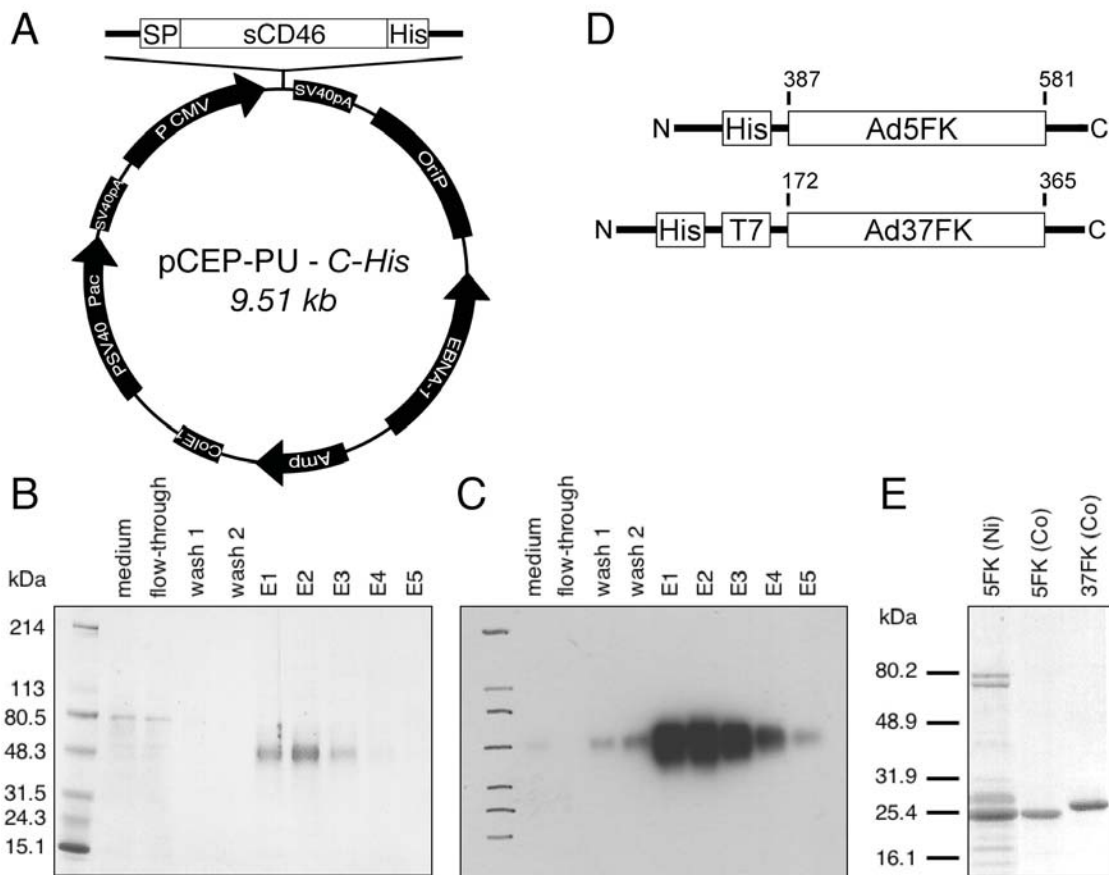 A
SP sCD46 His
P CMV
SV40pA
OriP
EBNA-1
Amp
ColE1
PSV40 Pac
SV40pA
pCEP-PU - C-His
9.51 kb
D
387 581
N His Ad5FK C
172 365
N His T7 Ad37FK C
B
kDa
medium
flow-through
wash 1
wash 2
E1
E2
E3
E4
E5
214
113
80.5
48.3
31.5
24.3
15.1
C
medium
flow-through
wash 1
wash 2
E1
E2
E3
E4
E5
E
5FK (Ni)
5FK (Co)
37FK (Co)
kDa
80.2
48.9
31.9
25.4
16.1